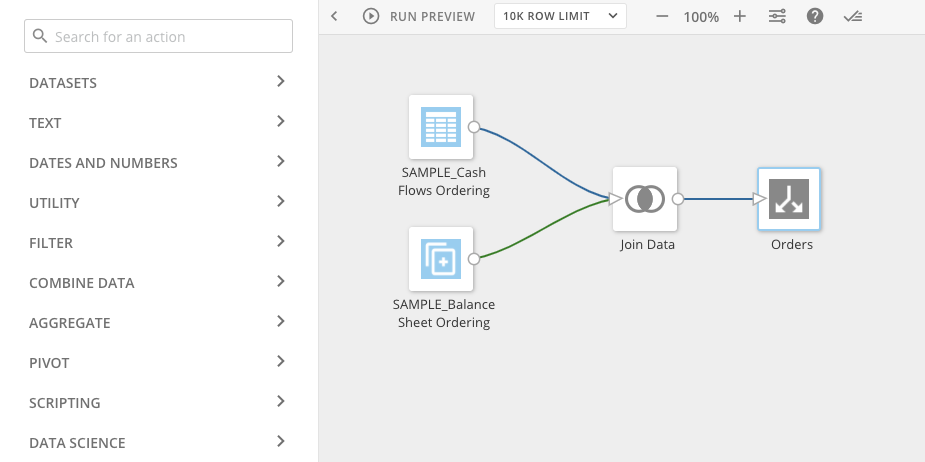 Search for an action
DATASETS
TEXT
DATES AND NUMBERS
UTILITY
FILTER
COMBINE DATA
AGGREGATE
PIVOT
SCRIPTING
DATA SCIENCE
RUN PREVIEW
10K ROW LIMIT
100%
SAMPLE_Cash
Flows Ordering
SAMPLE_Balance
Sheet Ordering
Join Data
Orders